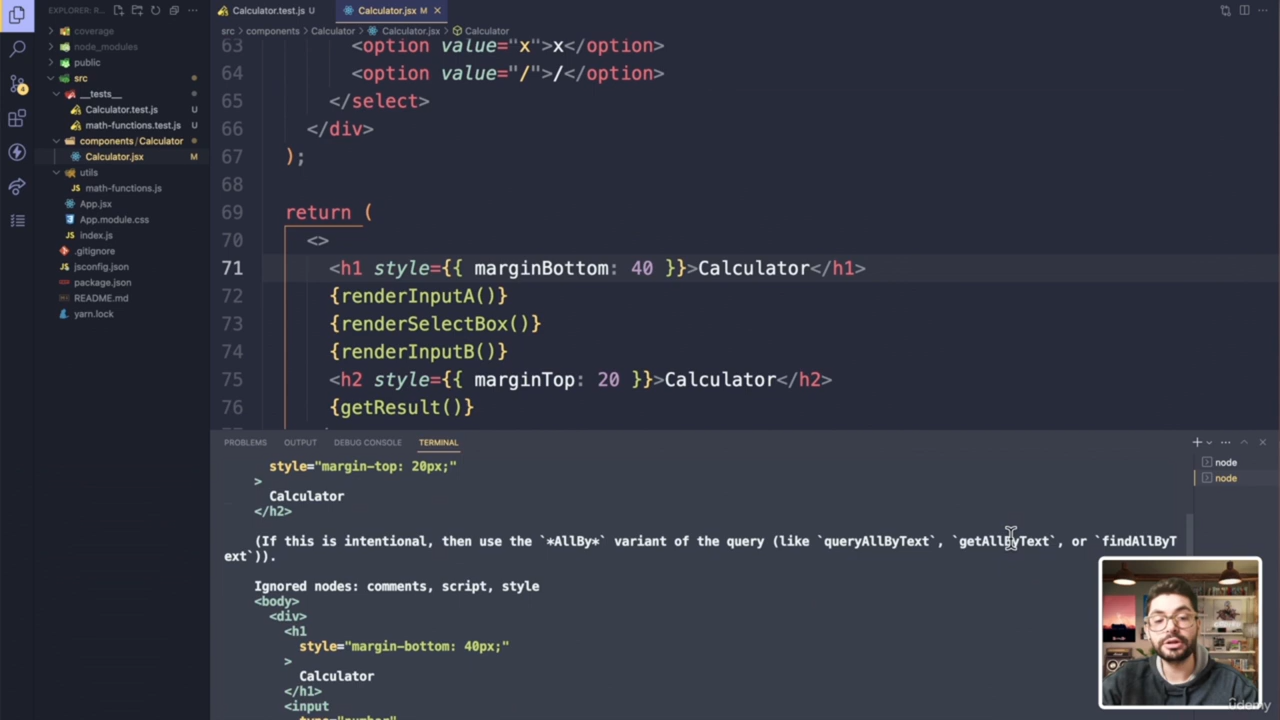 EXPLORER: R...
Calculator.test.js U
Calculator.jsx M
coverage
node_modules
public
src
__tests__
Calculator.test.js U
math-functions.test.js U
components / Calculator
Calculator.jsx M
utils
math-functions.js
App.jsx
App.module.css
index.js
.gitignore
jsconfig.json
package.json
README.md
yarn.lock
4
src > components > Calculator > Calculator.jsx > Calculator
63 <option value="x">x</option>
64 <option value="/">/</option>
65 </select>
66 </div>
67 );
68
69 return (
70 <>
71 <h1 style={{ marginBottom: 40 }}>Calculator</h1>
72 {renderInputA()}
73 {renderSelectBox()}
74 {renderInputB()}
75 <h2 style={{ marginTop: 20 }}>Calculator</h2>
76 {getResult()}
PROBLEMS OUTPUT DEBUG CONSOLE TERMINAL
node
node
style="margin-top: 20px;"
>
Calculator
</h2>
(If this is intentional, then use the `*AllBy*` variant of the query (like `queryAllByText`, `getAllByText`, or `findAllByT
ext`)).
Ignored nodes: comments, script, style
<body>
<div>
<h1
style="margin-bottom: 40px;"
>
Calculator
</h1>
<input
type="number"
udemy